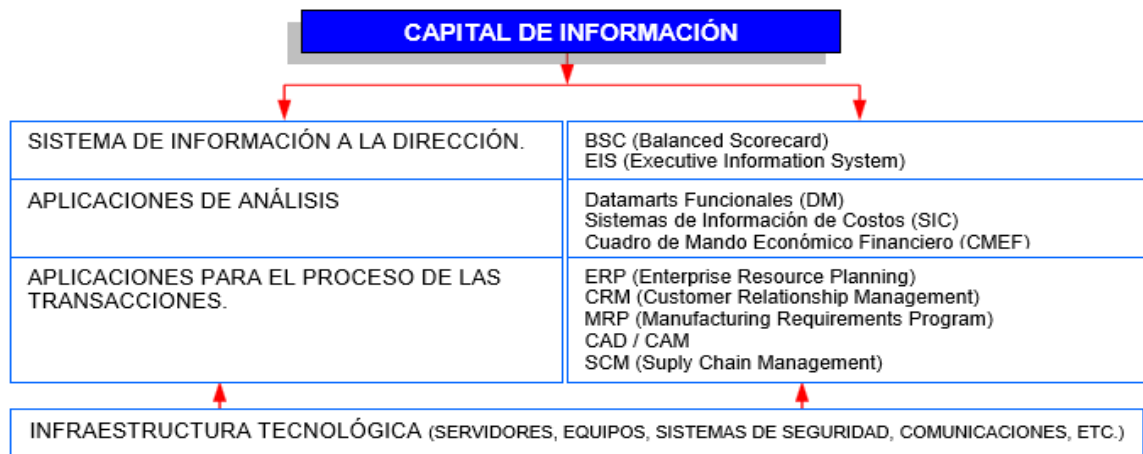 CAPITAL DE INFORMACIÓN
SISTEMA DE INFORMACIÓN A LA DIRECCIÓN.
BSC (Balanced Scorecard)
EIS (Executive Information System)
APLICACIONES DE ANÁLISIS
Datamarts Funcionales (DM)
Sistemas de Información de Costos (SIC)
Cuadro de Mando Económico Financiero (CMEF)
APLICACIONES PARA EL PROCESO DE LAS
TRANSACCIONES.
ERP (Enterprise Resource Planning)
CRM (Customer Relationship Management)
MRP (Manufacturing Requirements Program)
CAD / CAM
SCM (Suply Chain Management)
INFRAESTRUCTURA TECNOLÓGICA (SERVIDORES, EQUIPOS, SISTEMAS DE SEGURIDAD, COMUNICACIONES, ETC.)